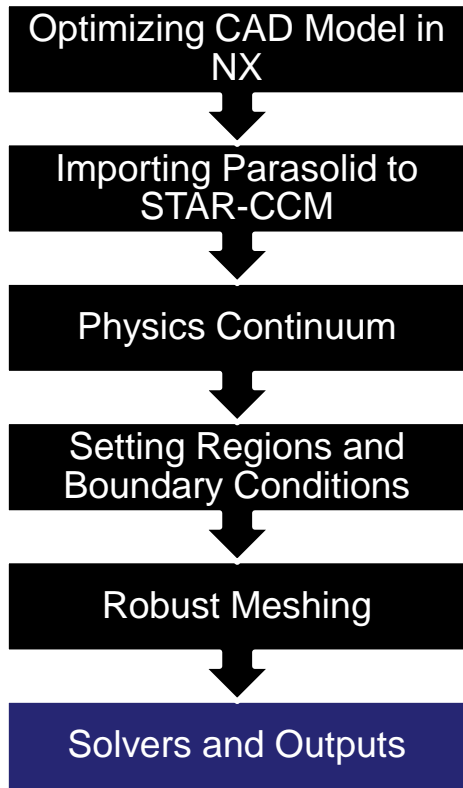 Optimizing CAD Model in
NX
Importing Parasolid to
STAR-CCM
Physics Continuum
Setting Regions and
Boundary Conditions
Robust Meshing
Solvers and Outputs